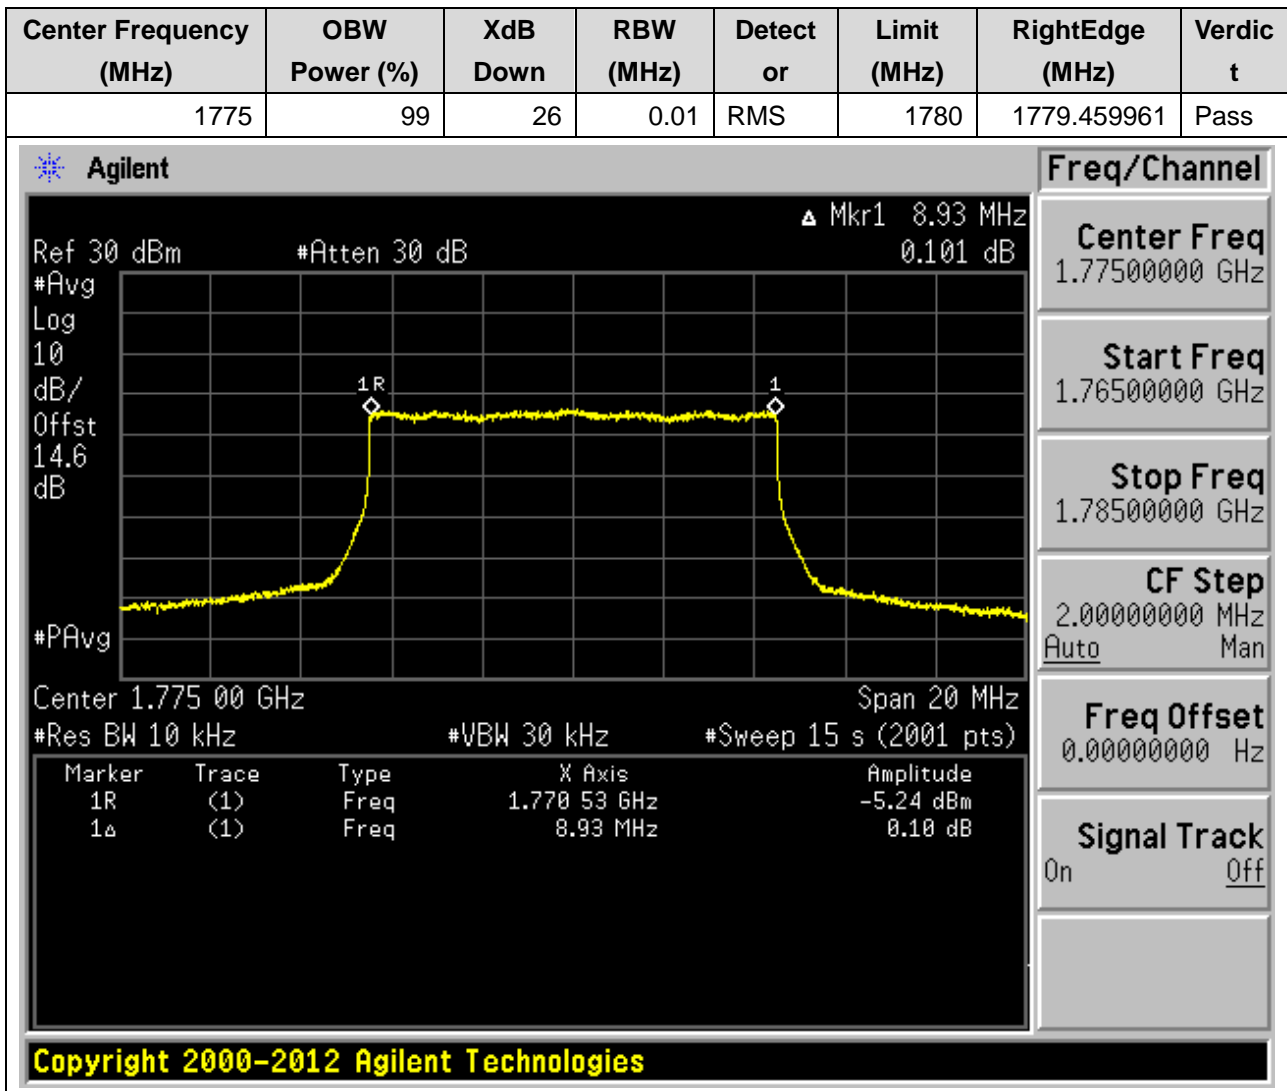 Center Frequency (MHz) OBW Power (%) XdB Down RBW (MHz) Detect or Limit (MHz) RightEdge (MHz) Verdic t
1775 99 26 0.01 RMS 1780 1779.459961 Pass
Agilent Freq/Channel
Δ Mkr1 8.93 MHz
Ref 30 dBm #Atten 30 dB 0.101 dB
#Avg
Log
10
dB/
Offst
14.6
dB
1R 1
#PAvg
Center 1.775 00 GHz Span 20 MHz
#Res BW 10 kHz #VBW 30 kHz #Sweep 15 s (2001 pts)
Marker Trace Type X Axis Amplitude
1R (1) Freq 1.770 53 GHz -5.24 dBm
1Δ (1) Freq 8.93 MHz 0.10 dB
Center Freq
1.77500000 GHz
Start Freq
1.76500000 GHz
Stop Freq
1.78500000 GHz
CF Step
2.00000000 MHz
Auto Man
Freq Offset
0.00000000 Hz
Signal Track
On Off
Copyright 2000-2012 Agilent Technologies